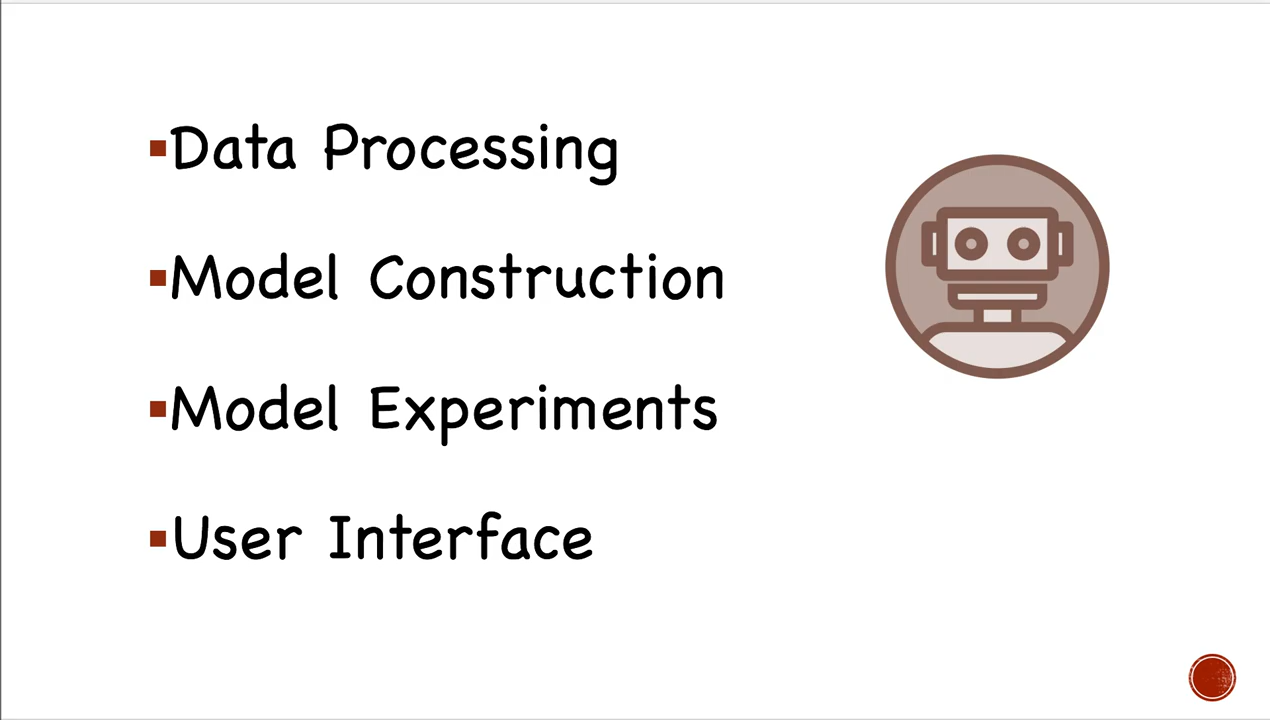 Data Processing
Model Construction
Model Experiments
User Interface